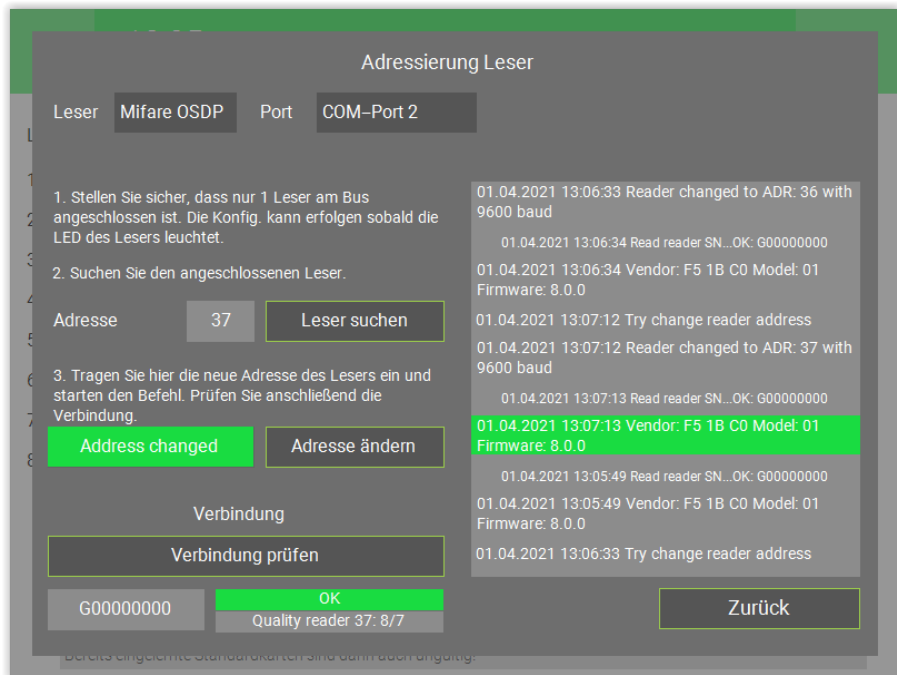 Adressierung Leser
Leser Mifare OSDP Port COM-Port 2
1. Stellen Sie sicher, dass nur 1 Leser am Bus
angeschlossen ist. Die Konfig. kann erfolgen sobald die
LED des Lesers leuchtet.
2. Suchen Sie den angeschlossenen Leser.
Adresse 37 Leser suchen
3. Tragen Sie hier die neue Adresse des Lesers ein und
starten den Befehl. Prüfen Sie anschließend die
Verbindung.
Address changed Adresse ändern
Verbindung
Verbindung prüfen
G00000000
OK
Quality reader 37: 8/7
01.04.2021 13:06:33 Reader changed to ADR: 36 with
9600 baud
01.04.2021 13:06:34 Read reader SN...OK: G00000000
01.04.2021 13:06:34 Vendor: F5 1B C0 Model: 01
Firmware: 8.0.0
01.04.2021 13:07:12 Try change reader address
01.04.2021 13:07:12 Reader changed to ADR: 37 with
9600 baud
01.04.2021 13:07:13 Read reader SN...OK: G00000000
01.04.2021 13:07:13 Vendor: F5 1B C0 Model: 01
Firmware: 8.0.0
01.04.2021 13:05:49 Read reader SN...OK: G00000000
01.04.2021 13:05:49 Vendor: F5 1B C0 Model: 01
Firmware: 8.0.0
01.04.2021 13:06:33 Try change reader address
Zurück
Bereits eingelernte Standardkarten sind dann auch ungültig.